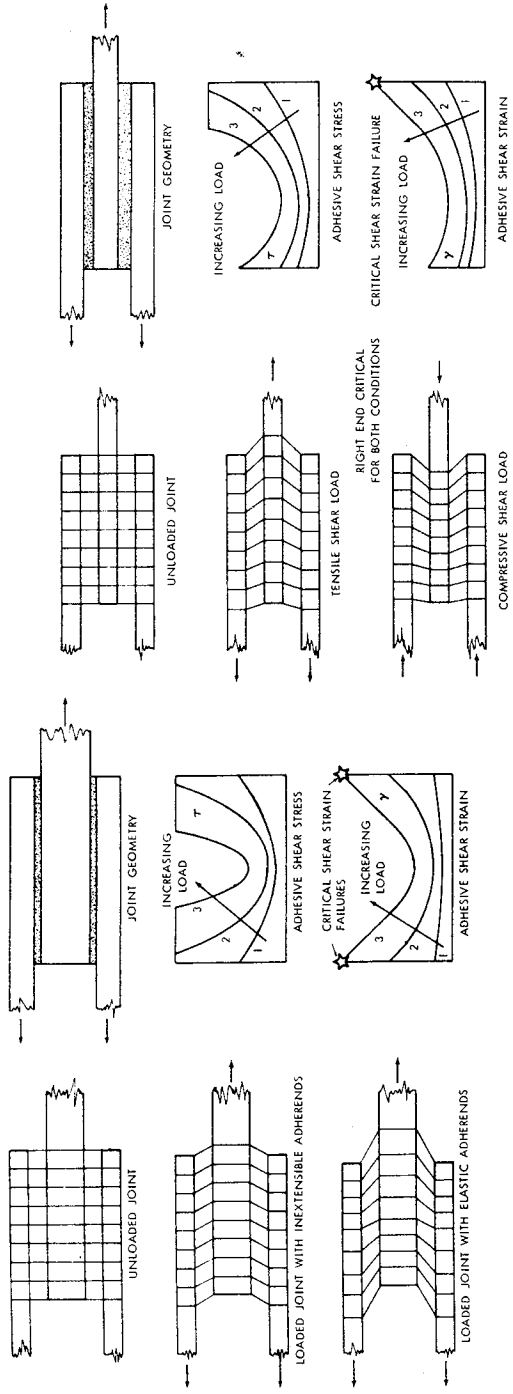 UNLOADED JOINT
JOINT GEOMETRY
LOADED JOINT WITH INEXTENSIBLE ADHERENDS
INCREASING
LOAD
τ
3
2
1
ADHESIVE SHEAR STRESS
LOADED JOINT WITH ELASTIC ADHERENDS
CRITICAL SHEAR STRAIN
FAILURES
INCREASING
LOAD
γ
3
2
1
ADHESIVE SHEAR STRAIN
UNLOADED JOINT
JOINT GEOMETRY
TENSILE SHEAR LOAD
INCREASING LOAD
τ
3
2
1
ADHESIVE SHEAR STRESS
RIGHT END CRITICAL
FOR BOTH CONDITIONS
COMPRESSIVE SHEAR LOAD
CRITICAL SHEAR STRAIN FAILURE
INCREASING LOAD
γ
3
2
1
ADHESIVE SHEAR STRAIN